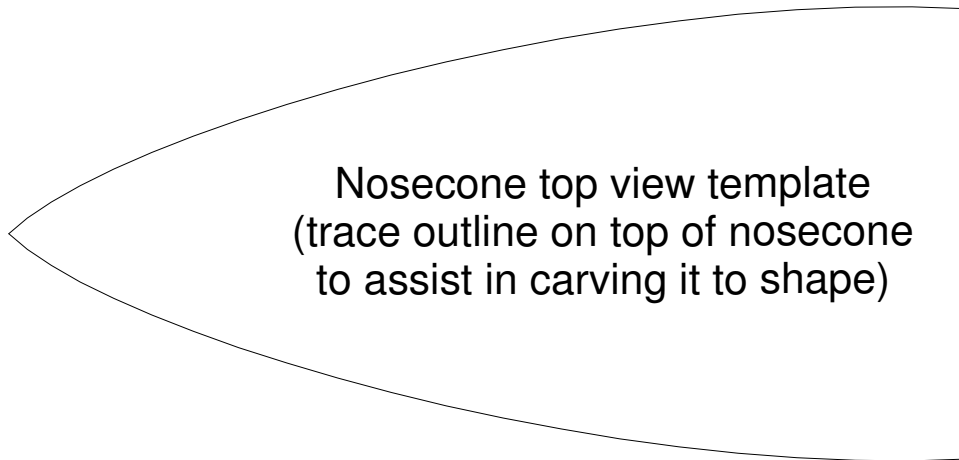 Nosecone top view template
(trace outline on top of nosecone
to assist in carving it to shape)